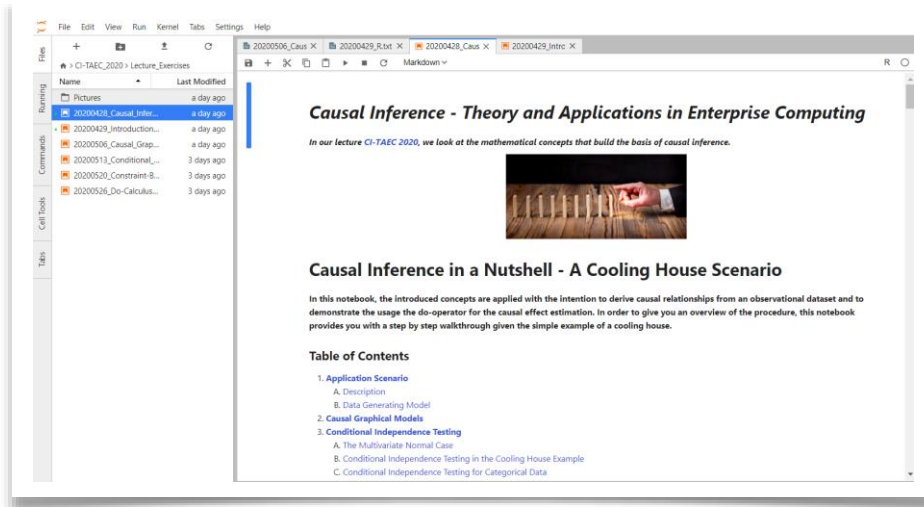 File Edit View Run Kernel Tabs Settings Help
Files
Running
Commands
Cell Tools
Tabs
> CI-TAEC_2020 > Lecture_Exercises
Name Last Modified
Pictures a day ago
20200428_Causal_Infer... a day ago
20200429_Introduction... a day ago
20200506_Causal_Grap... a day ago
20200513_Conditional_... 3 days ago
20200520_Constraint-B... 3 days ago
20200526_Do-Calculus... 3 days ago
20200506_Caus × 20200429_R.txt × 20200428_Caus × 20200429_Intro ×
Markdown R
Causal Inference - Theory and Applications in Enterprise Computing
In our lecture CI-TAEC 2020, we look at the mathematical concepts that build the basis of causal inference.
Causal Inference in a Nutshell - A Cooling House Scenario
In this notebook, the introduced concepts are applied with the intention to derive causal relationships from an observational dataset and to
demonstrate the usage the do-operator for the causal effect estimation. In order to give you an overview of the procedure, this notebook
provides you with a step by step walkthrough given the simple example of a cooling house.
Table of Contents
1. Application Scenario
A. Description
B. Data Generating Model
2. Causal Graphical Models
3. Conditional Independence Testing
A. The Multivariate Normal Case
B. Conditional Independence Testing in the Cooling House Example
C. Conditional Independence Testing for Categorical Data